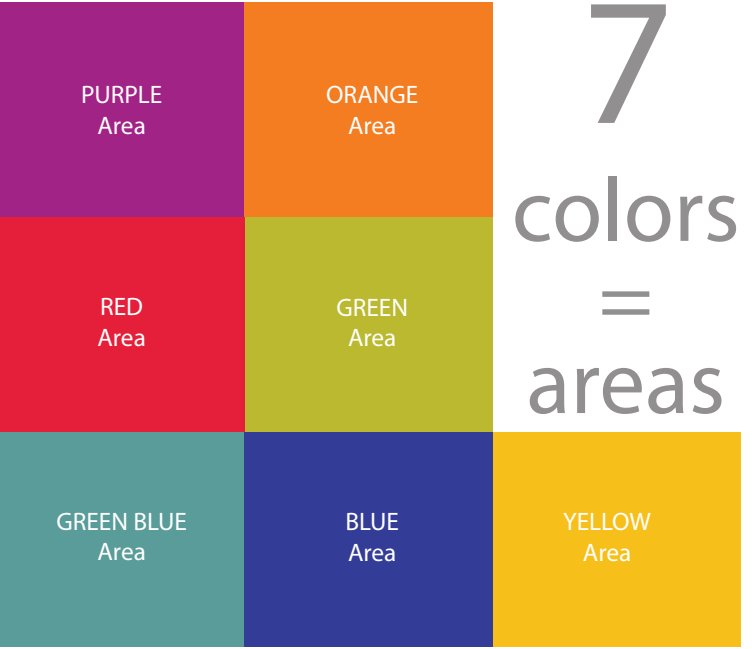 PURPLE
Area
ORANGE
Area
7
colors
=
areas
RED
Area
GREEN
Area
GREEN BLUE
Area
BLUE
Area
YELLOW
Area